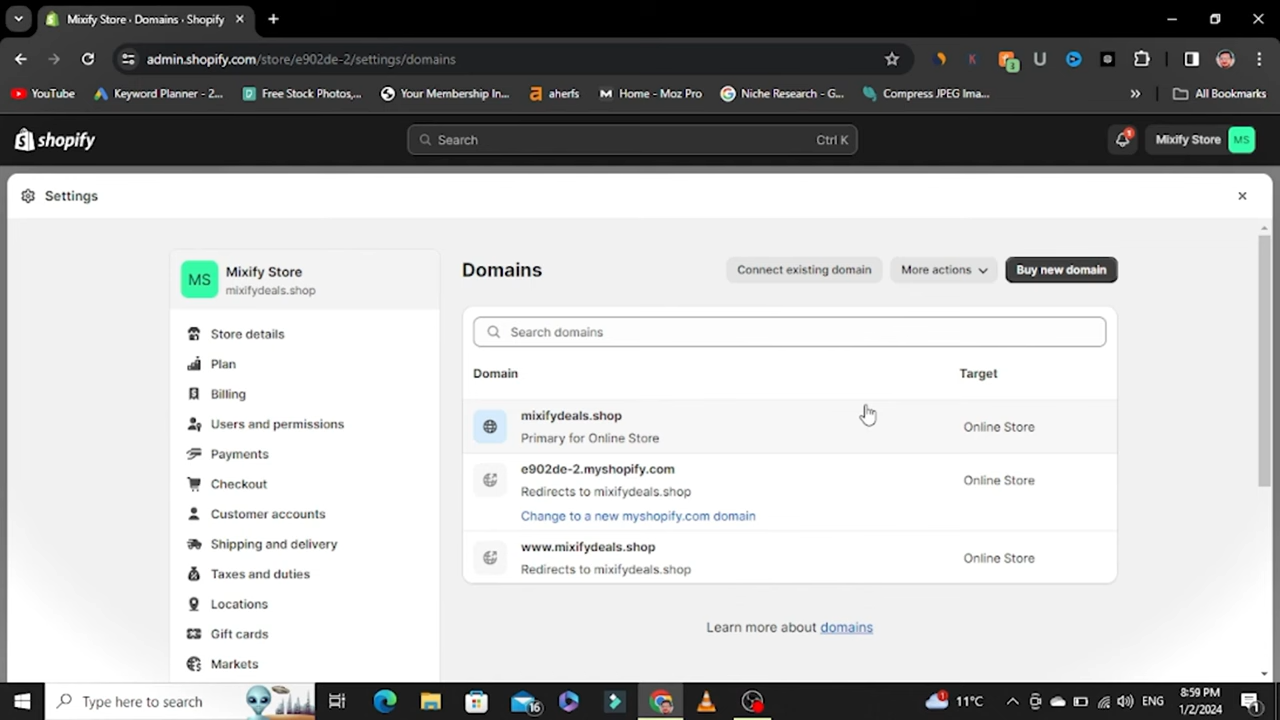 Mixify Store · Domains · Shopify
admin.shopify.com/store/e902de-2/settings/domains
3
YouTube
Keyword Planner - 2...
Free Stock Photos,...
Your Membership In...
aherfs
Home - Moz Pro
Niche Research - G...
Compress JPEG Ima...
All Bookmarks
shopify
Search
Ctrl K
1
Mixify Store
MS
Settings
MS
Mixify Store
mixifydeals.shop
Store details
Plan
Billing
Users and permissions
Payments
Checkout
Customer accounts
Shipping and delivery
Taxes and duties
Locations
Gift cards
Markets
Domains
Connect existing domain
More actions
Buy new domain
Search domains
Domain
Target
mixifydeals.shop
Primary for Online Store
Online Store
e902de-2.myshopify.com
Redirects to mixifydeals.shop
Change to a new myshopify.com domain
Online Store
www.mixifydeals.shop
Redirects to mixifydeals.shop
Online Store
Learn more about domains
Type here to search
16
1
11°C
ENG
8:59 PM
1/2/2024
1